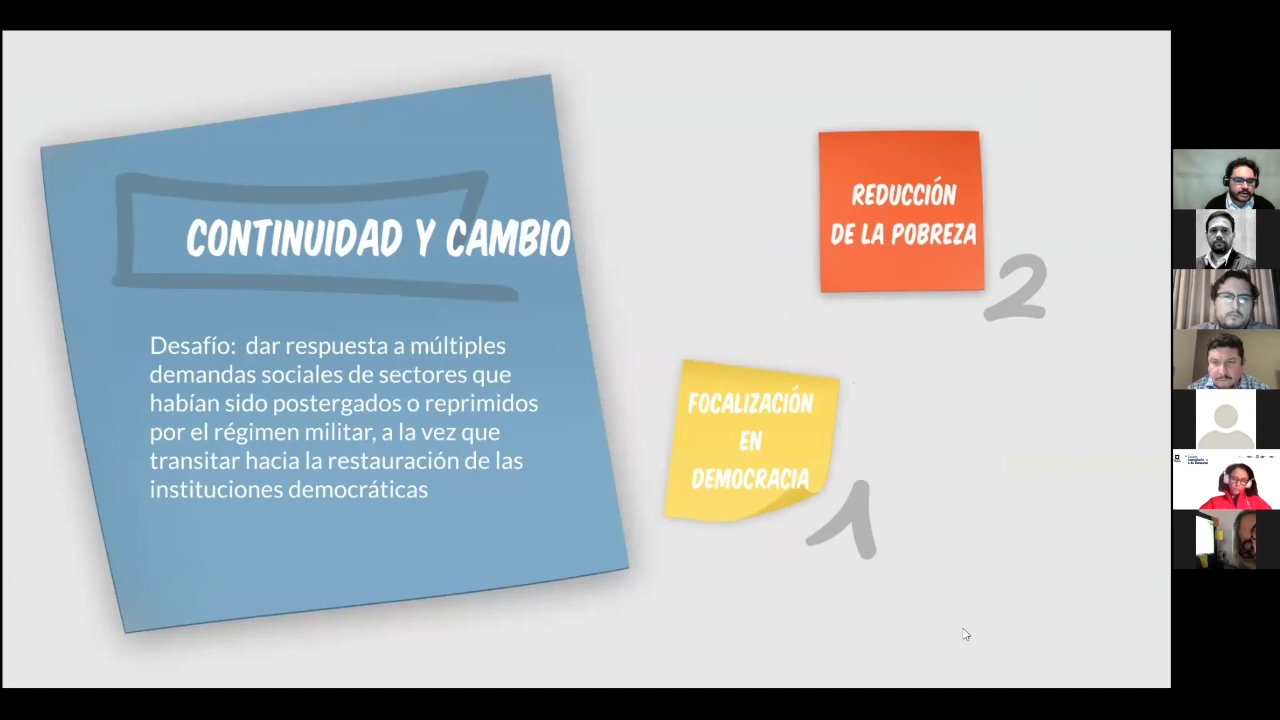 CONTINUIDAD Y CAMBIO
Desafío: dar respuesta a múltiples
demandas sociales de sectores que
habían sido postergados o reprimidos
por el régimen militar, a la vez que
transitar hacia la restauración de las
instituciones democráticas
FOCALIZACIÓN
EN
DEMOCRACIA
1
REDUCCIÓN
DE LA POBREZA
2